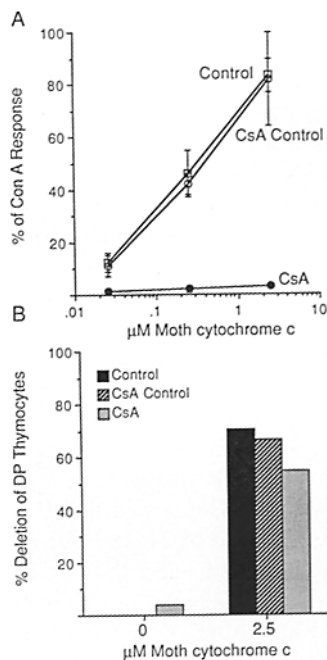 A
% of Con A Response
100
80
60
40
20
Control
CsA Control
CsA
.01
.1
1
10
μM Moth cytochrome c
B
% Deletion of DP Thymocytes
100
80
60
40
20
Control
CsA Control
CsA
0
2.5
μM Moth cytochrome c